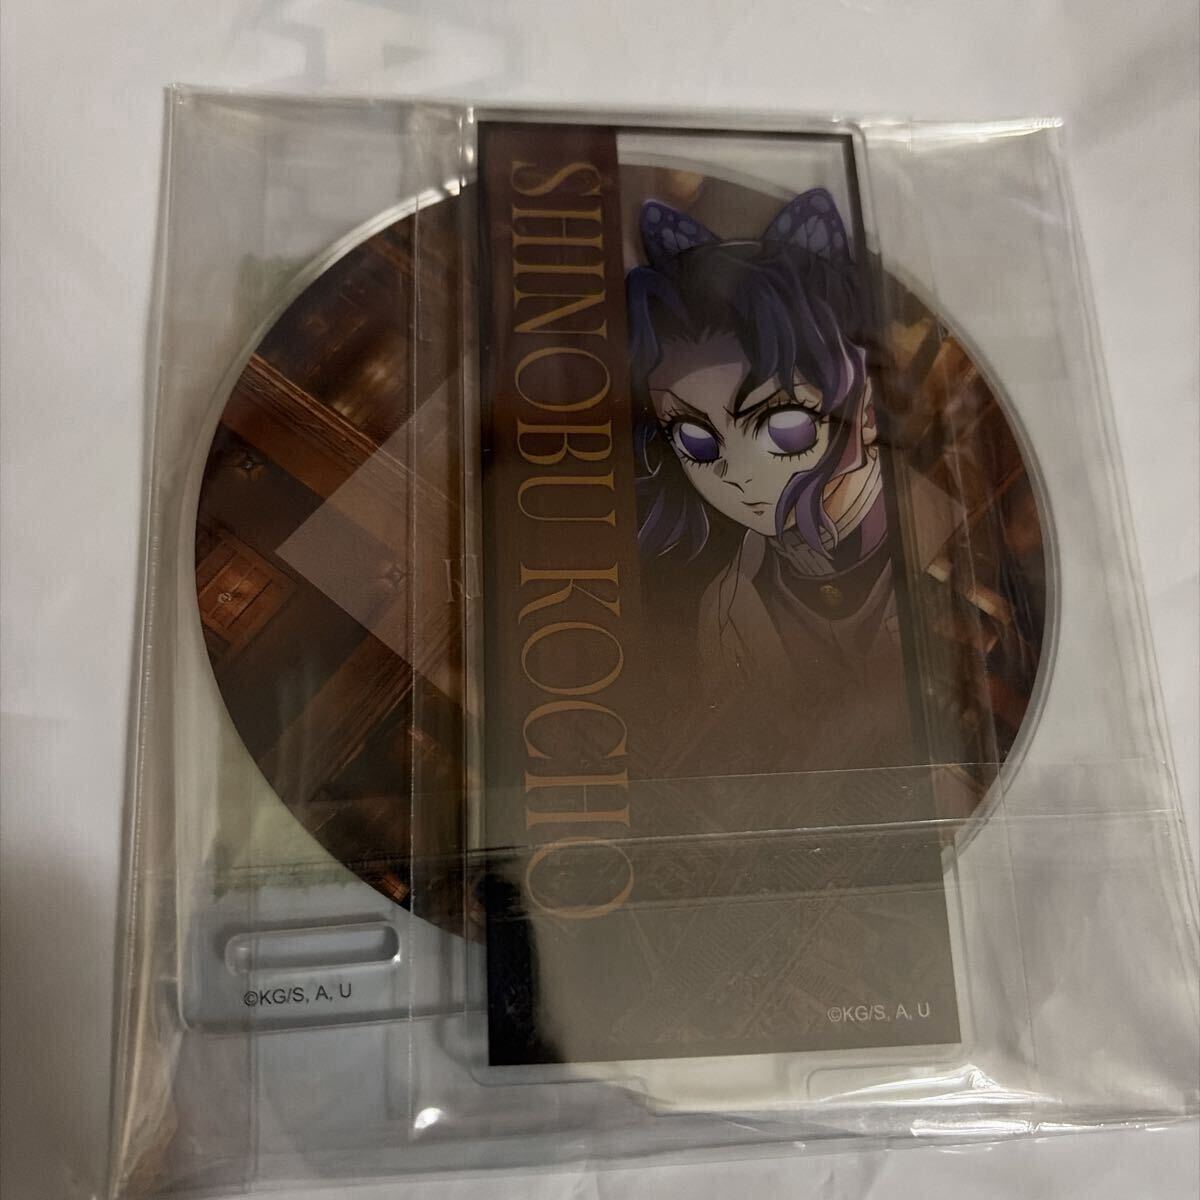 SHINOBU KOCHO
©KG/S, A, U
©KG/S, A, U